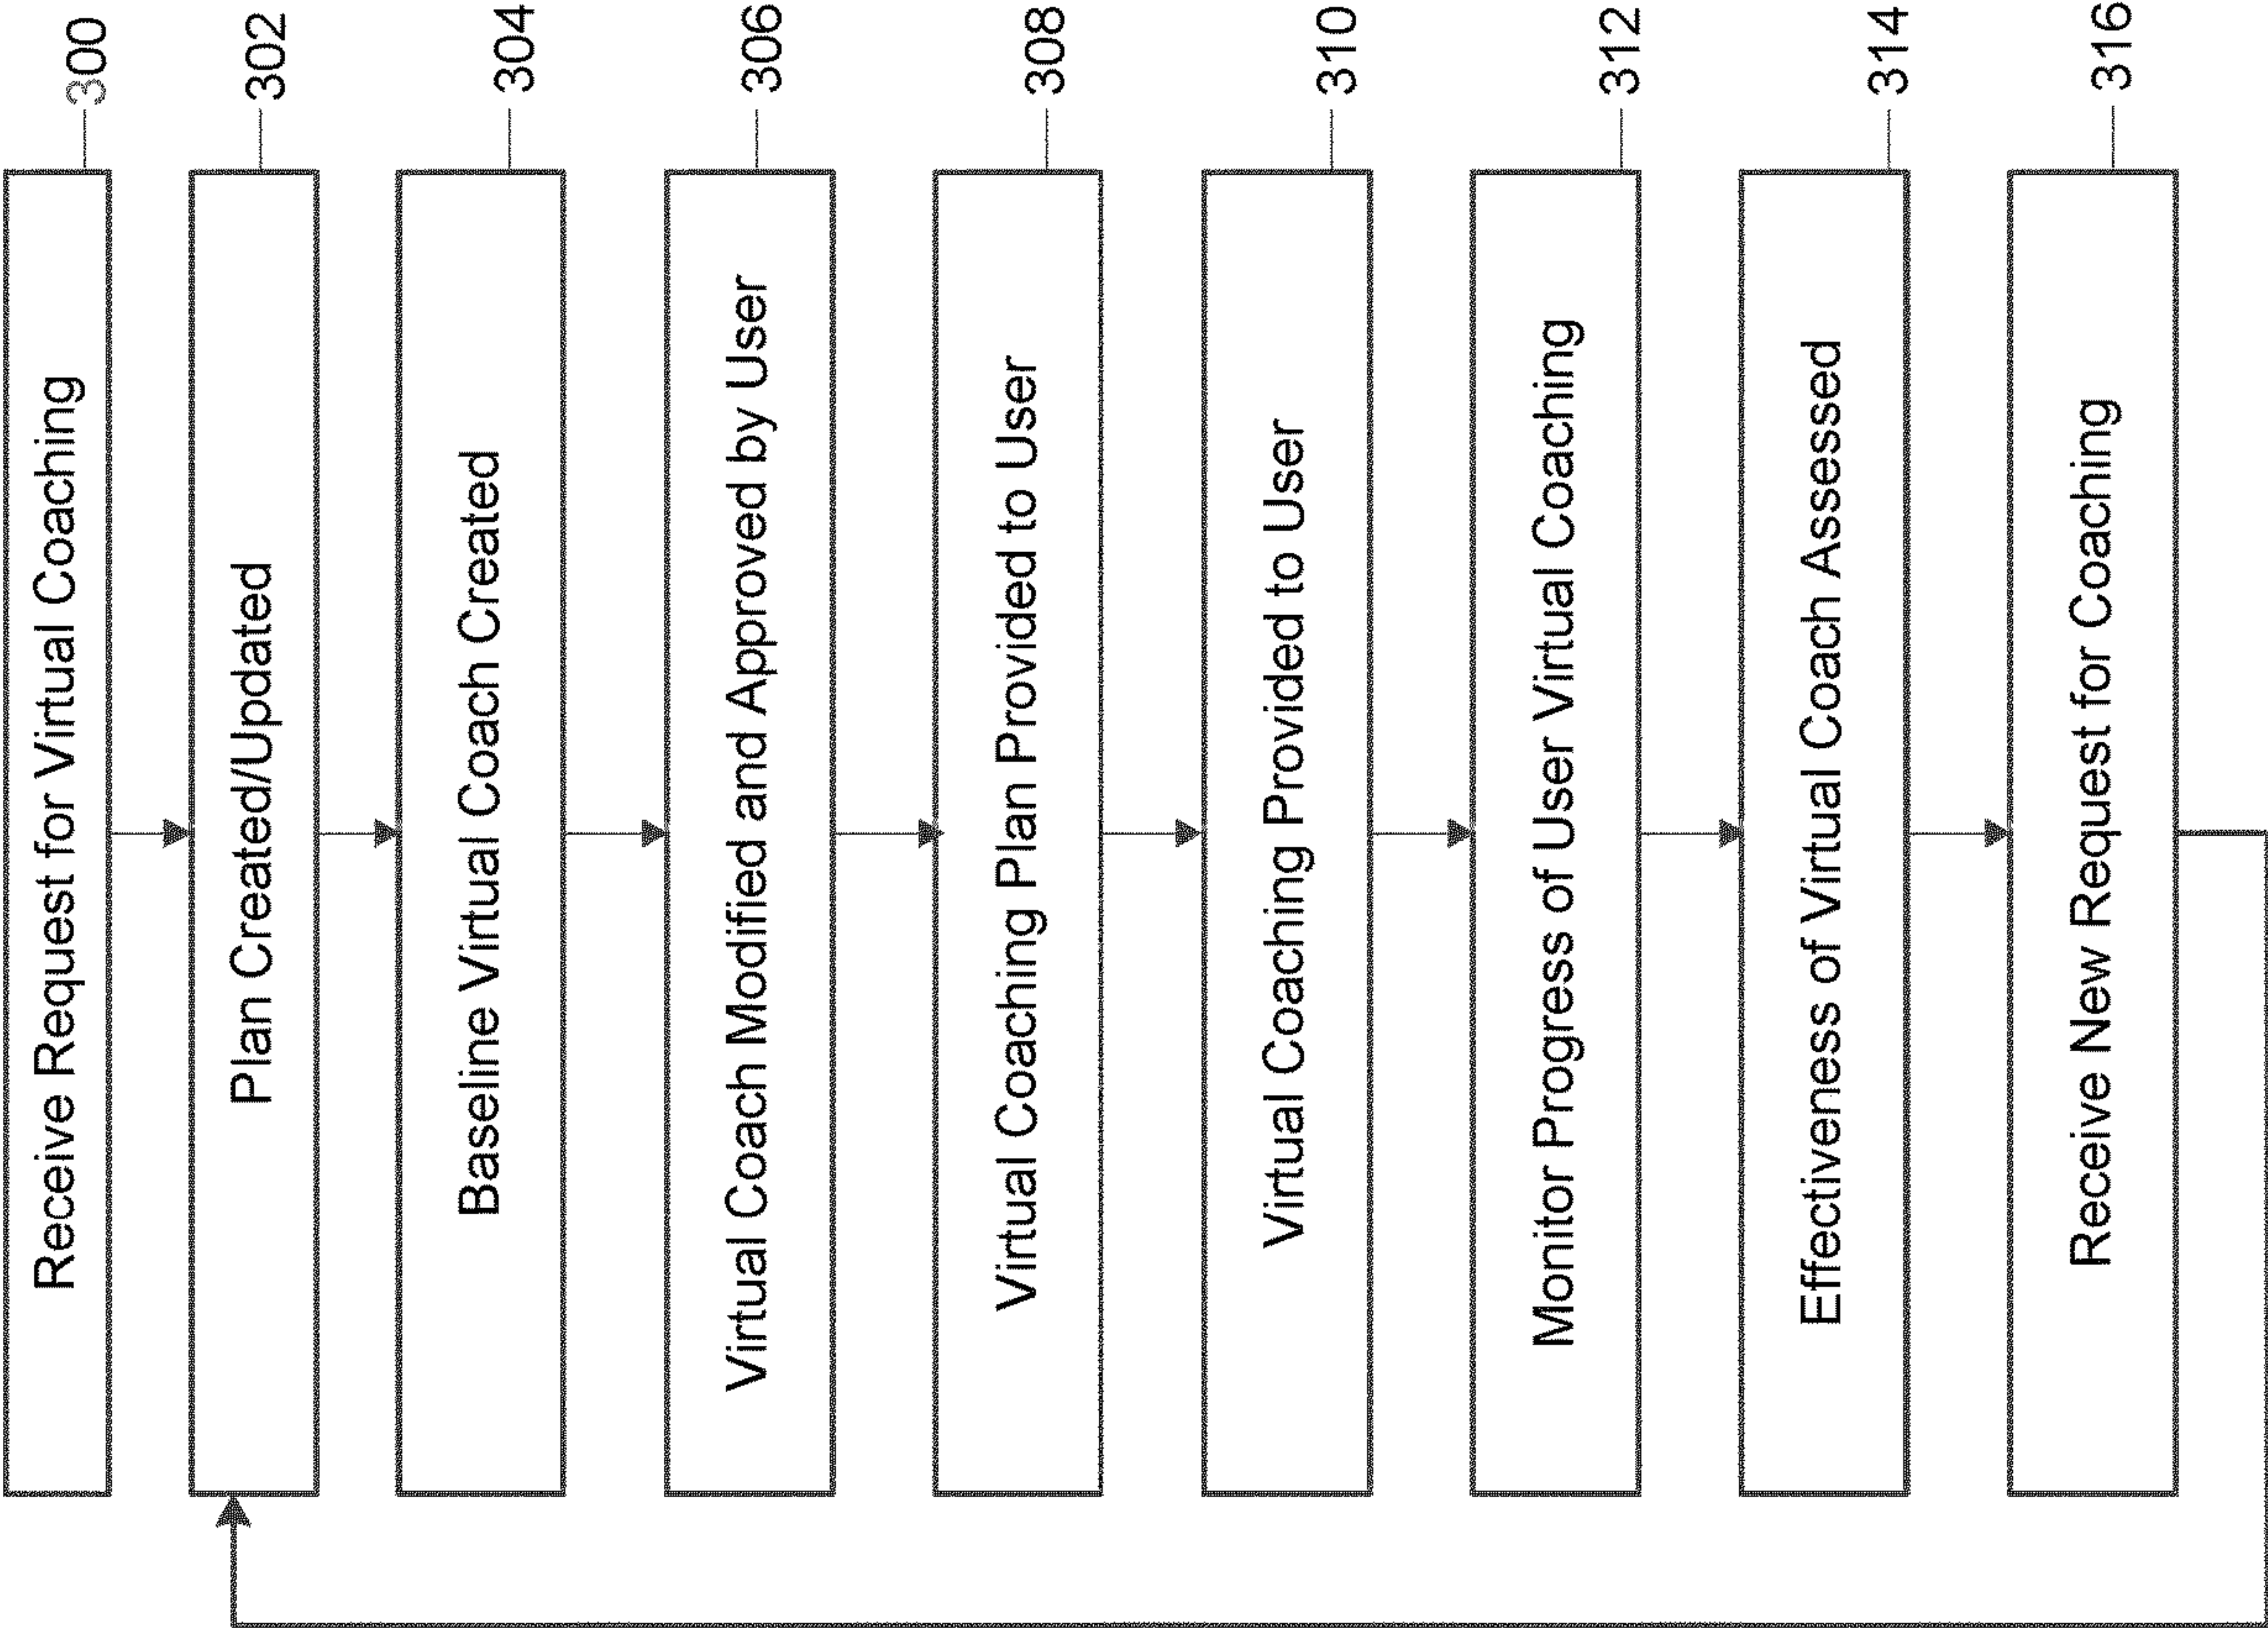 Receive Request for Virtual Coaching
300
Plan Created/Updated
302
Baseline Virtual Coach Created
304
Virtual Coach Modified and Approved by User
306
Virtual Coaching Plan Provided to User
308
Virtual Coaching Provided to User
310
Monitor Progress of User Virtual Coaching
312
Effectiveness of Virtual Coach Assessed
314
Receive New Request for Coaching
316